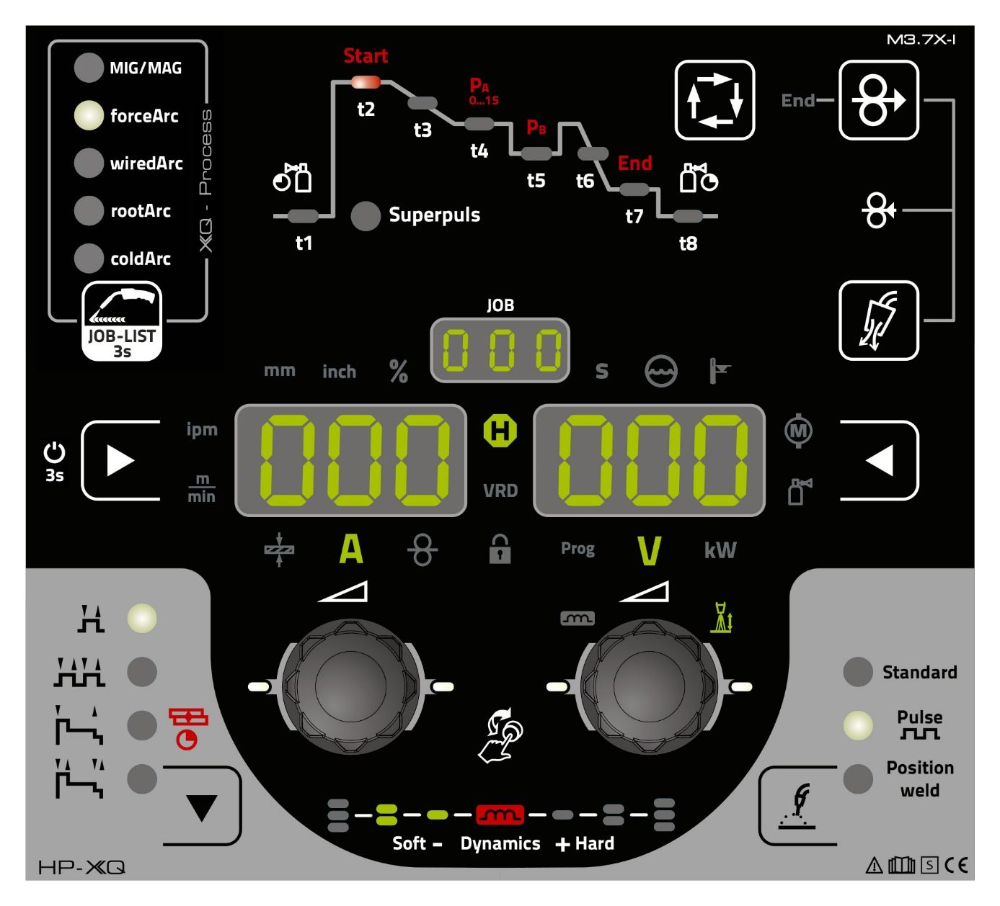 M3.7X-I
MIG/MAG
forceArc
wiredArc
rootArc
coldArc
XQ - Process
JOB-LIST
3s
Start
t2
t3
PA
0...15
t4
PB
t5
t6
End
t7
t8
t1
Superpuls
End
JOB
000
mm
inch
%
S
ipm
m
min
000
H
VRD
000
M
3s
A
Prog
V
kW
Standard
Pulse
Position
weld
Soft - Dynamics + Hard
HP-XQ
S CE